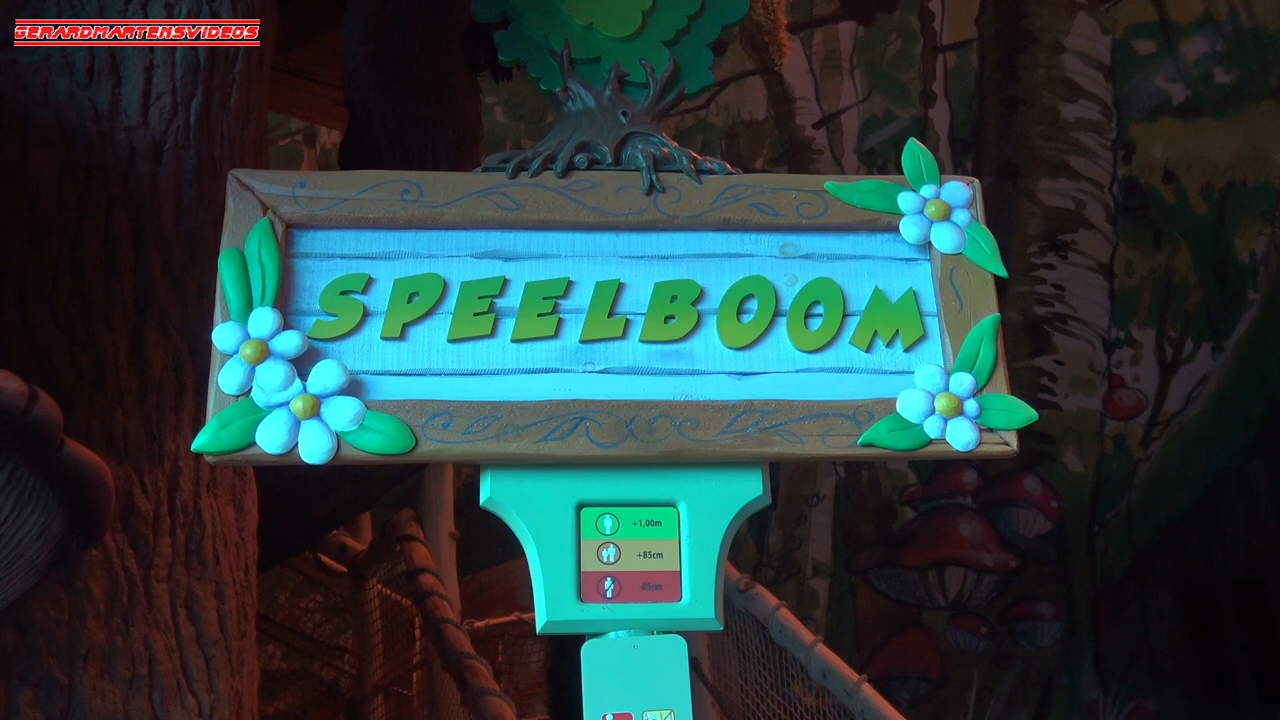 GERARDMARTENSVIDEOS
SPEELBOOM
+1,00m
+85cm
-85cm